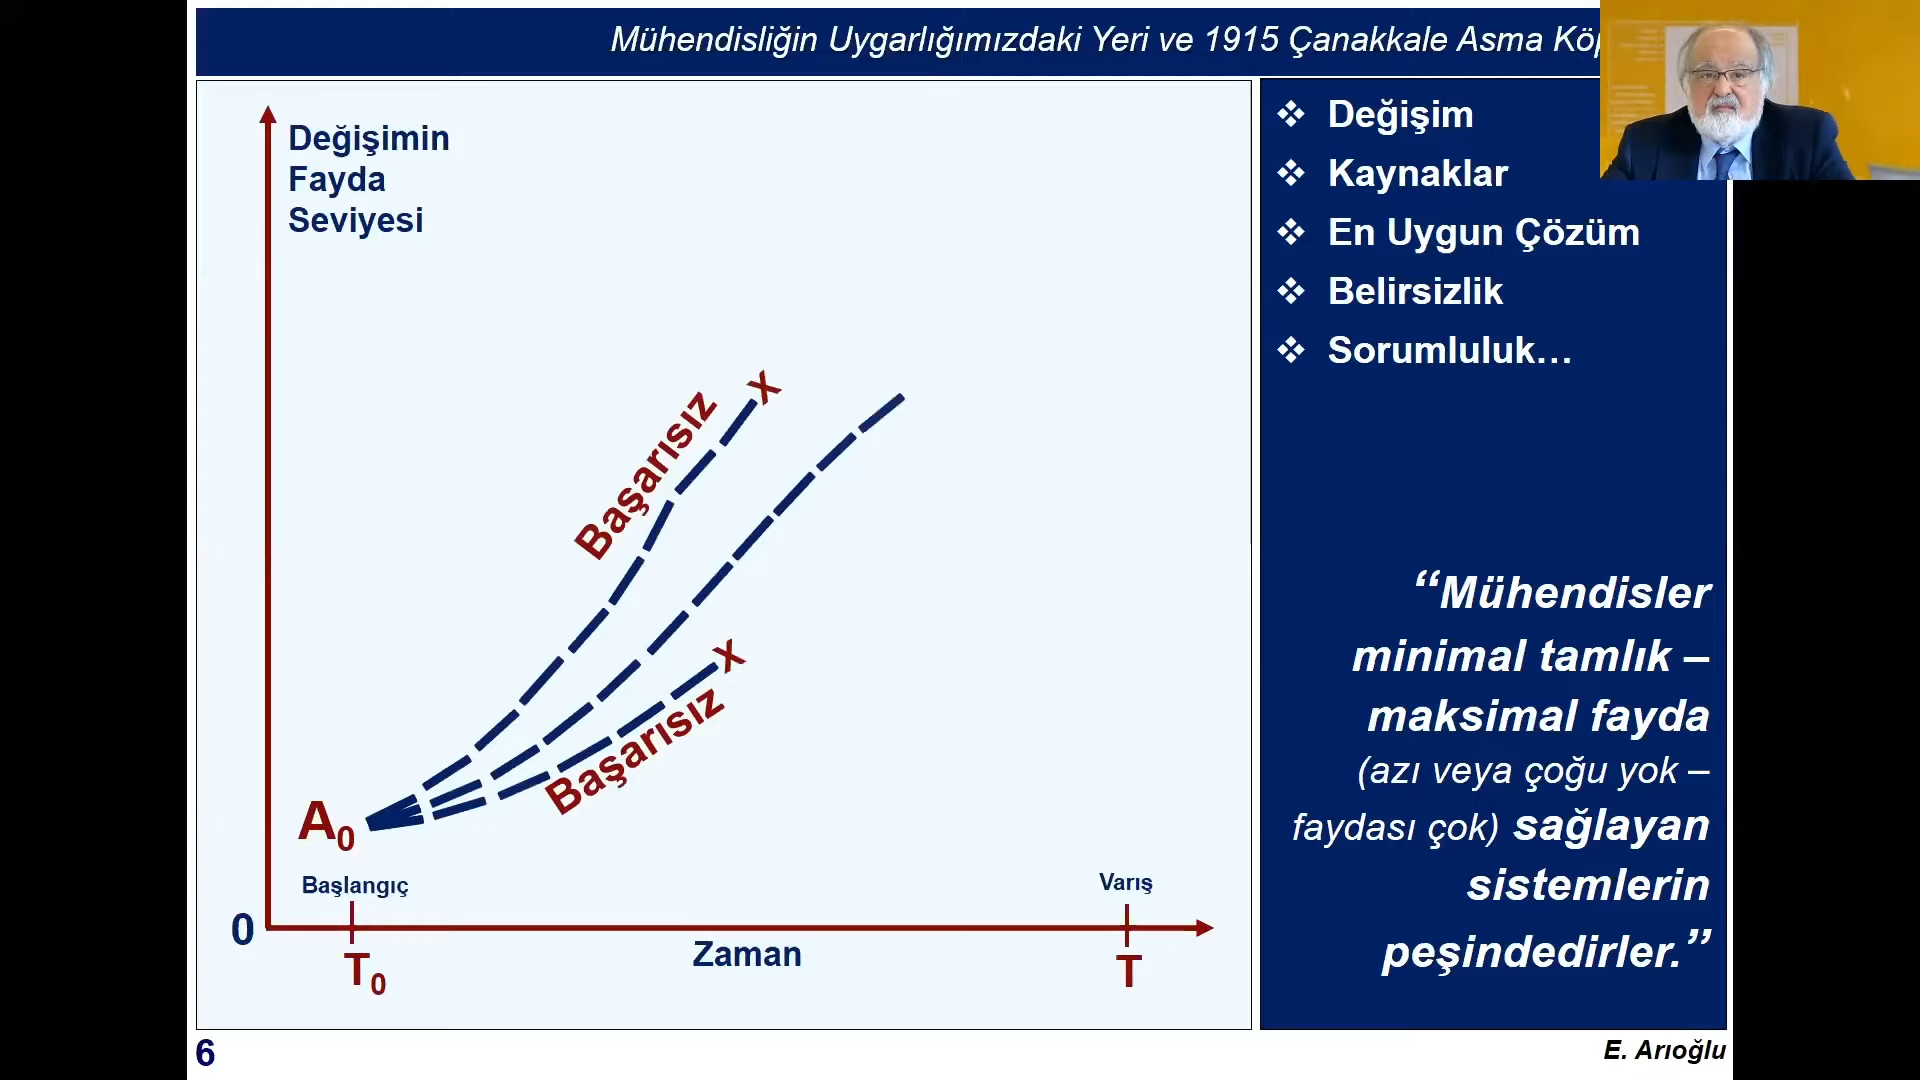 Mühendisliğin Uygarlığımızdaki Yeri ve 1915 Çanakkale Asma
Değişimin
Fayda
Seviyesi
Başarısız
x
x
Başarısız
A0
Başlangıç
Varış
0
Zaman
T0
T
❖ Değişim
❖ Kaynaklar
❖ En Uygun Çözüm
❖ Belirsizlik
❖ Sorumluluk…
“Mühendisler
minimal tamlık –
maksimal fayda
(azı veya çoğu yok –
faydası çok) sağlayan
sistemlerin
peşindedirler.”
6
E. Arıoğlu